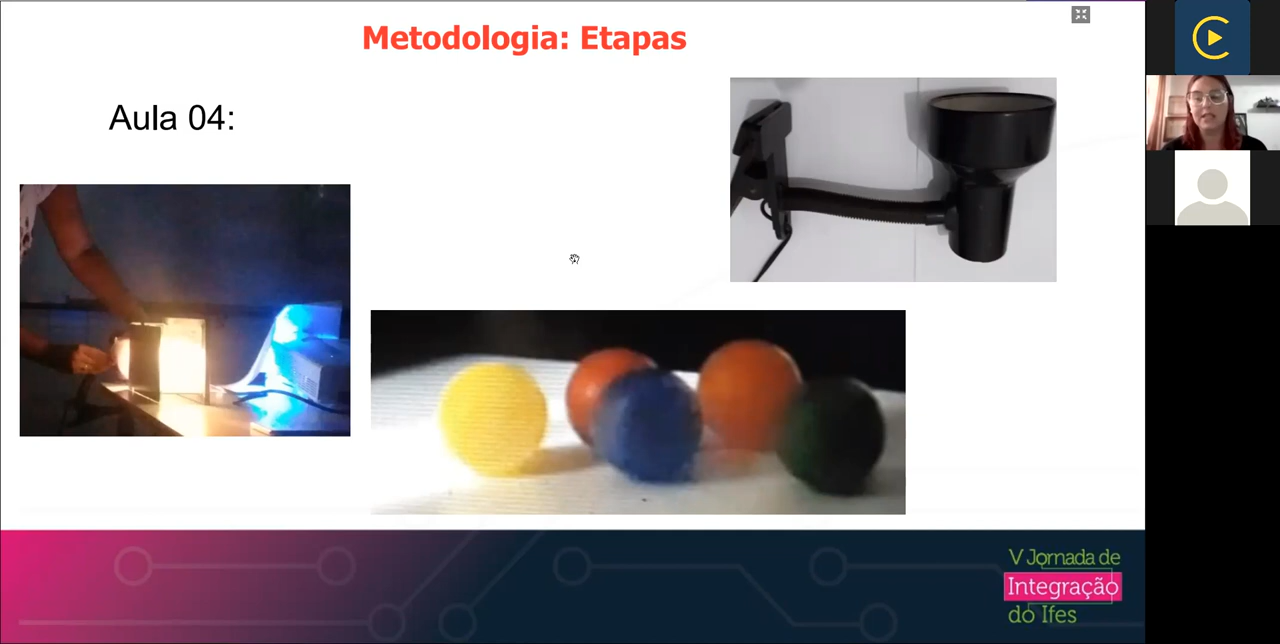 Metodologia: Etapas
Aula 04:
V Jornada de
Integração
do Ifes